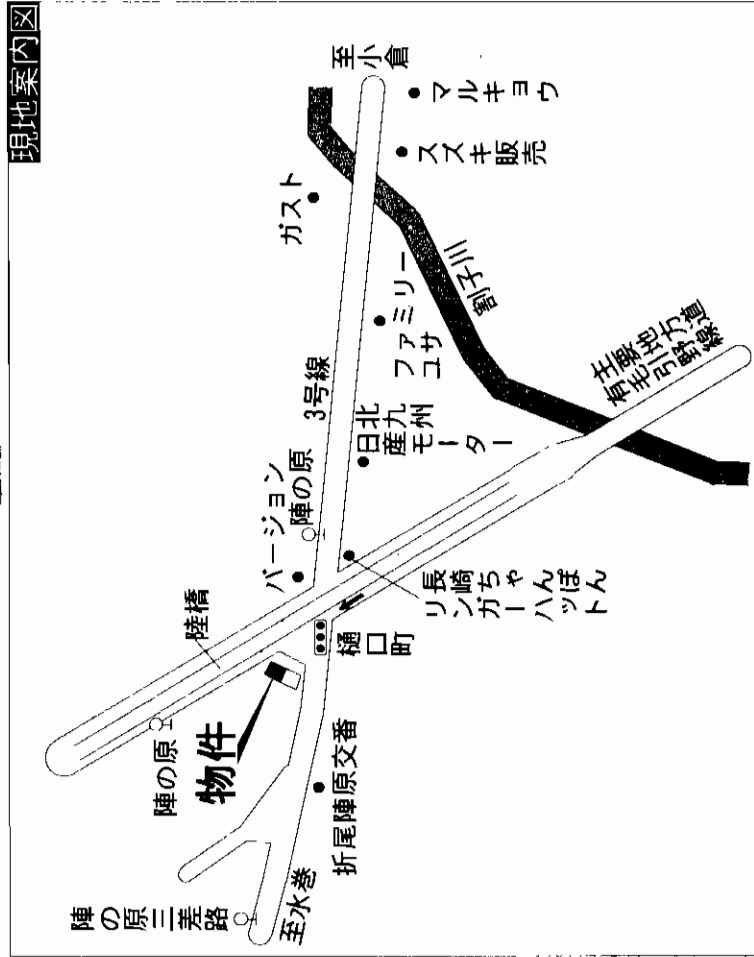 現地案内図
至小倉
マルキョウ
スズキ販売
ガスト
割子川
ファミリー
ユサ
3号線
主要地方道
有毛引野線
日産
北九州
モーター
バージョン
陣の原
長崎ちゃんぽん
リンガーハット
陸橋
樋口町
陣の原
物件
折尾陣原交番
陣の原三差路
至水巻